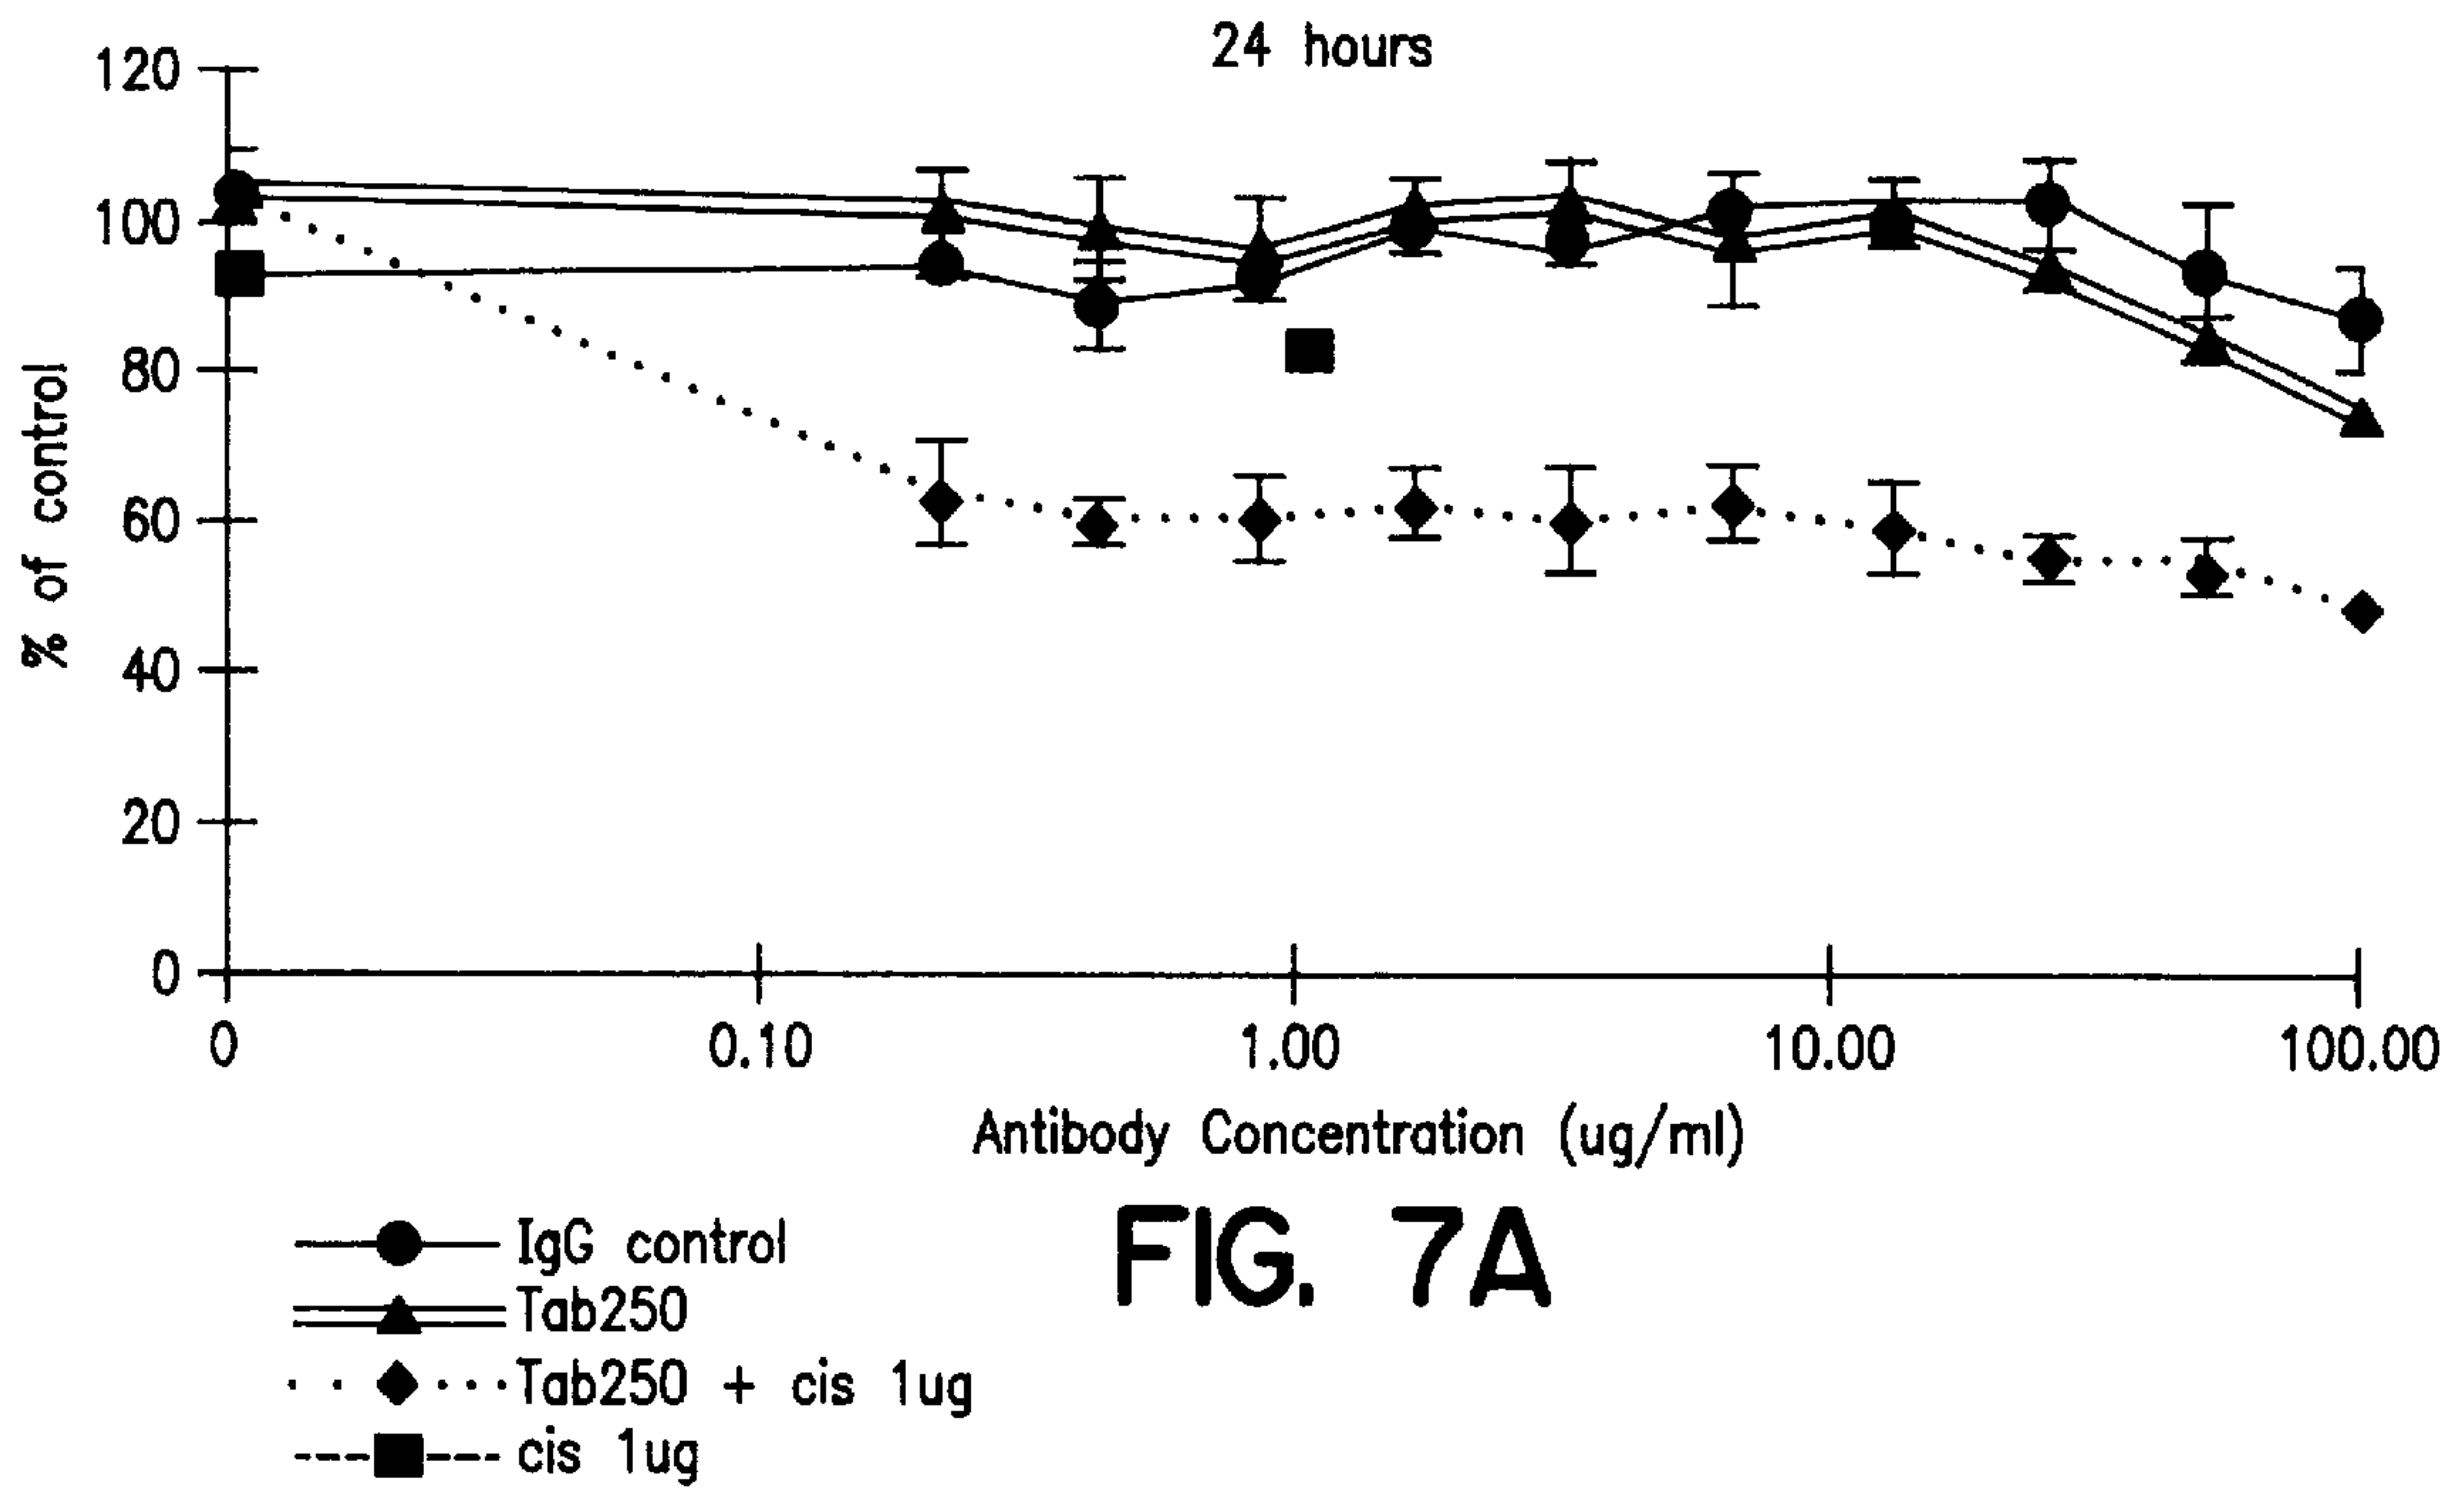 24 hours
120
100
80
60
40
20
0
% of control
0 0.10 1.00 10.00 100.00
Antibody Concentration (ug/ml)
FIG. 7A
IgG control
Tab250
Tab250 + cis 1ug
cis 1ug